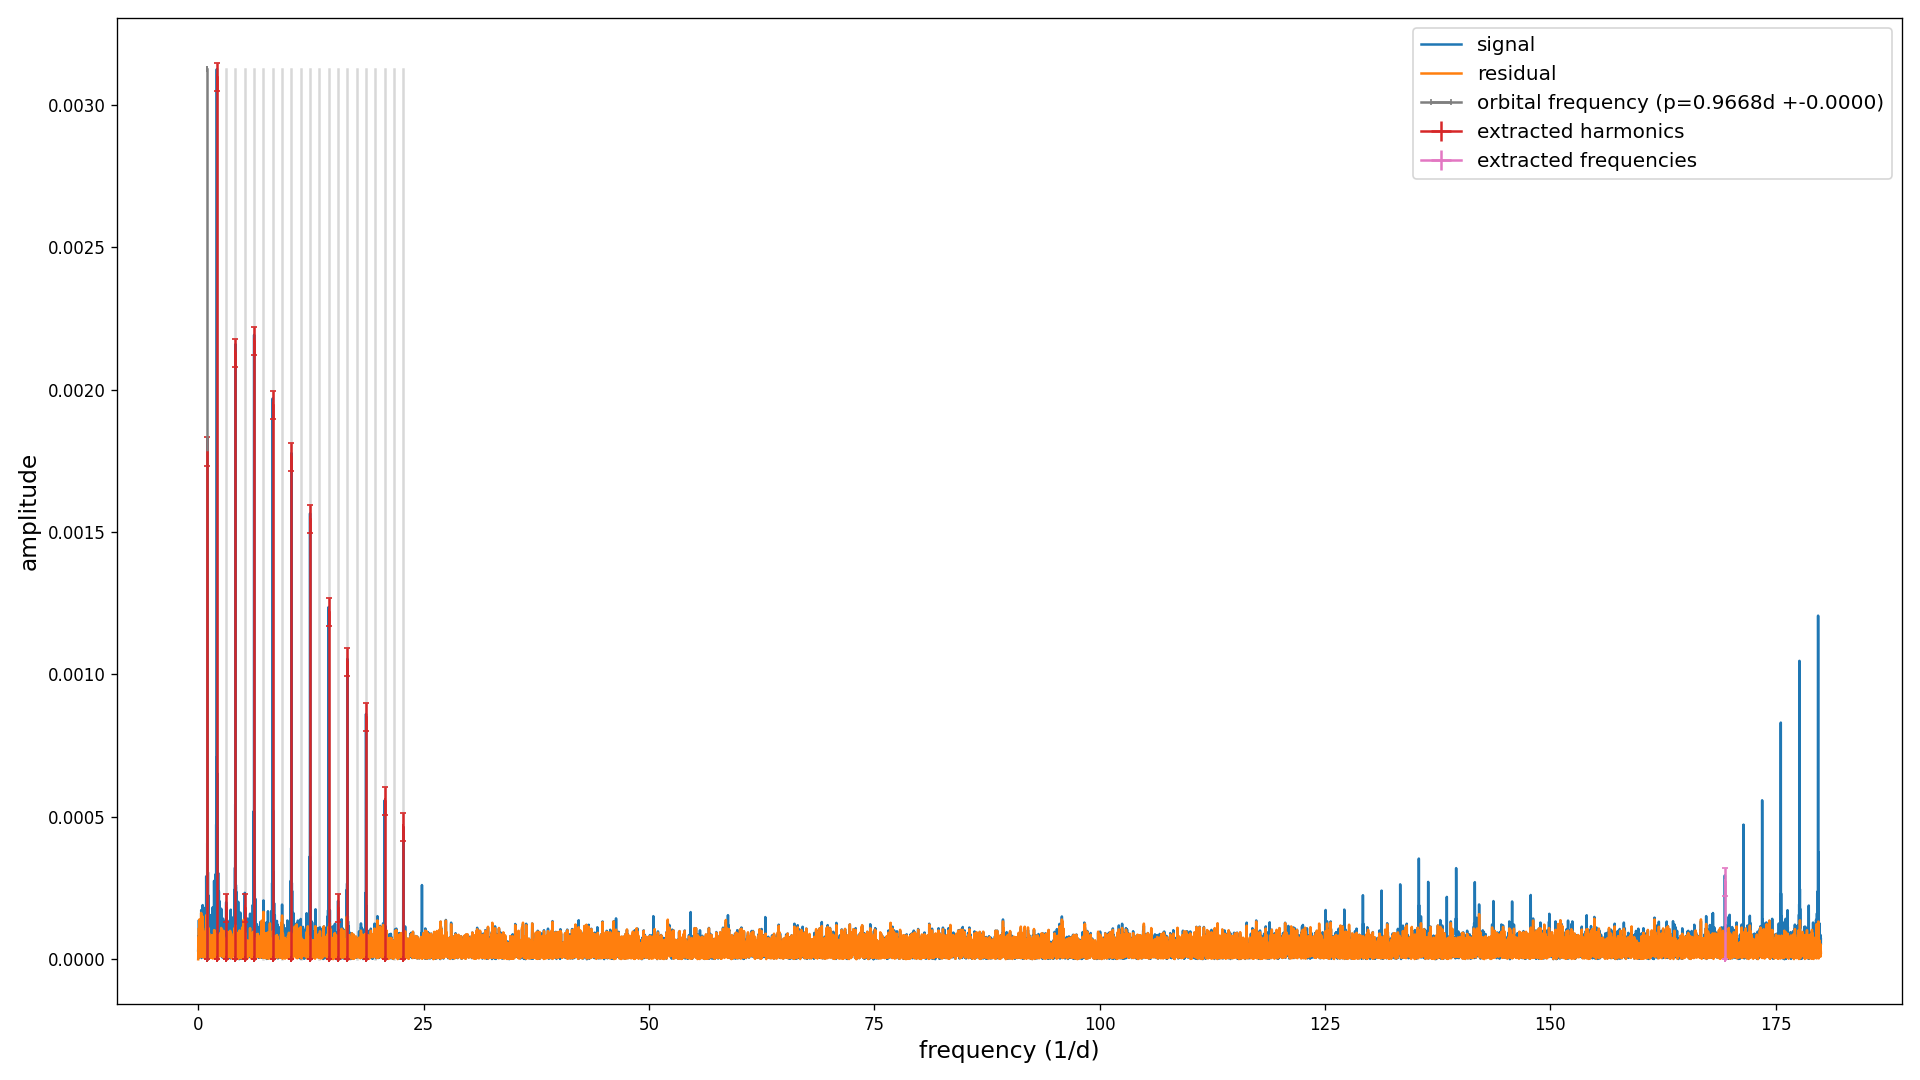 signal
residual
orbital frequency (p=0.9668d +-0.0000)
extracted harmonics
extracted frequencies
amplitude
0.0030
0.0025
0.0020
0.0015
0.0010
0.0005
0.0000
0 25 50 75 100 125 150 175
frequency (1/d)